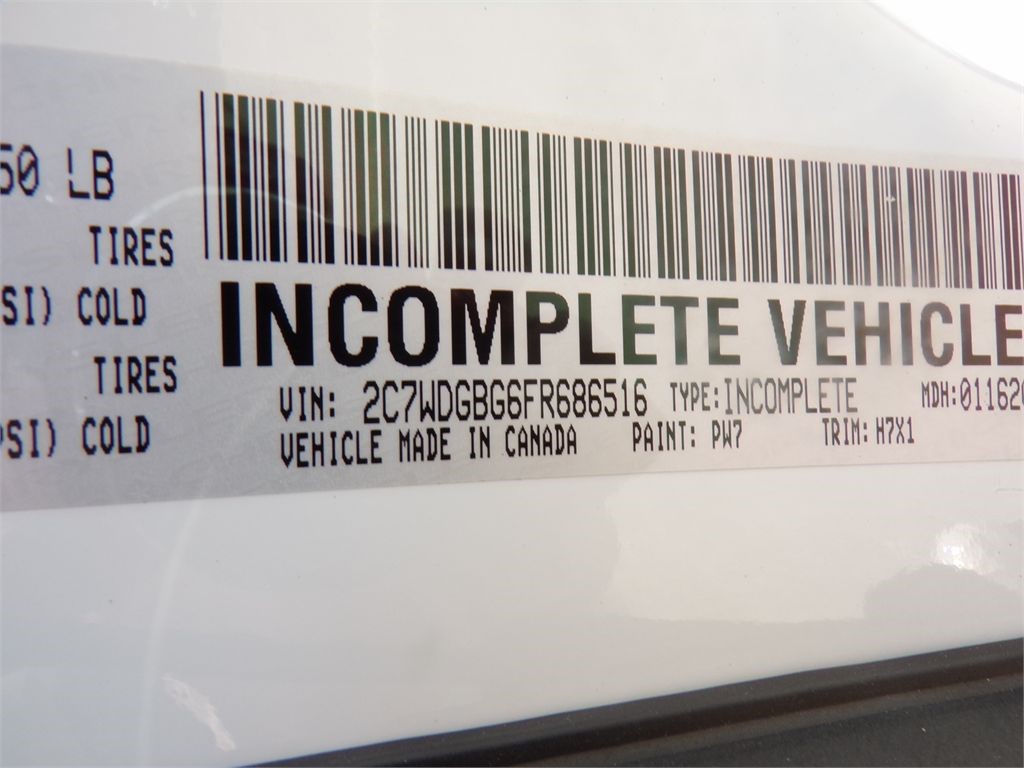 50 LB
TIRES
SI) COLD
TIRES
PSI) COLD
INCOMPLETE VEHICLE
VIN: 2C7WDGBG6FR686516 TYPE: INCOMPLETE MDH: 01162
VEHICLE MADE IN CANADA PAINT: PW7 TRIM: H7X1